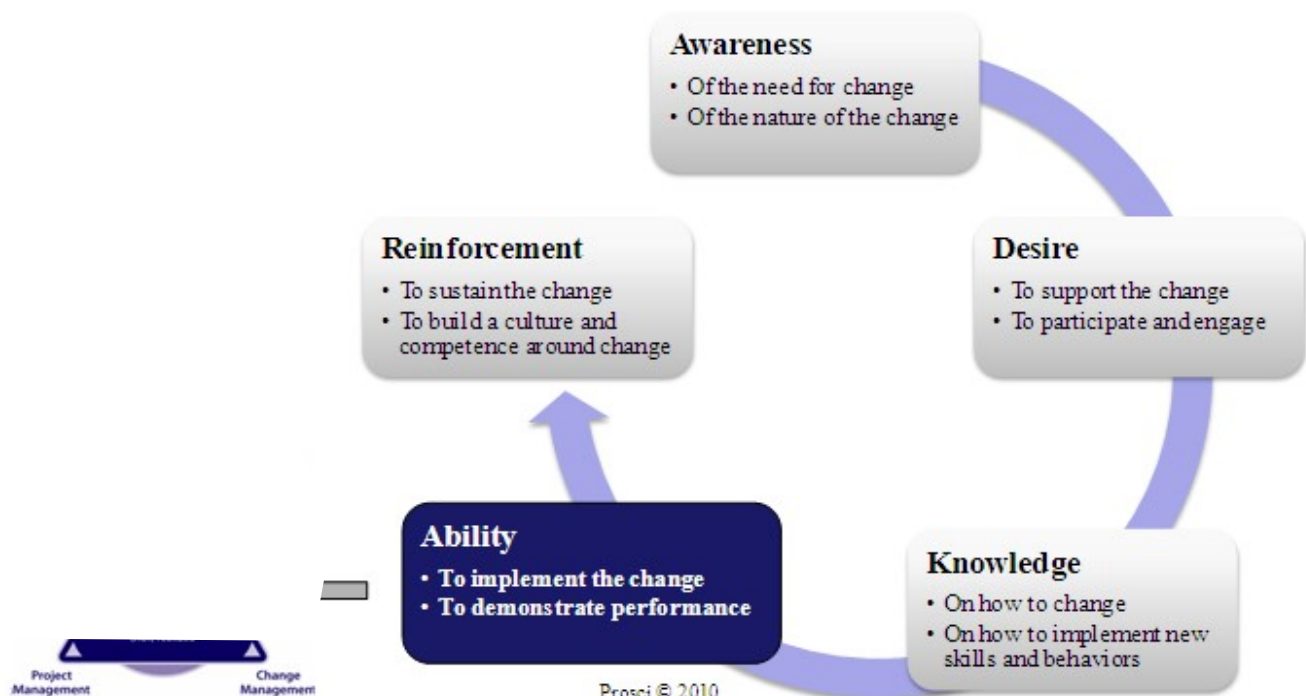 Awareness
• Of the need for change
• Of the nature of the change
Reinforcement
• To sustain the change
• To build a culture and
competence around change
Desire
• To support the change
• To participate and engage
Ability
• To implement the change
• To demonstrate performance
Knowledge
• On how to change
• On how to implement new
skills and behaviors
Project
Management
Change
Management
Prosci © 2010